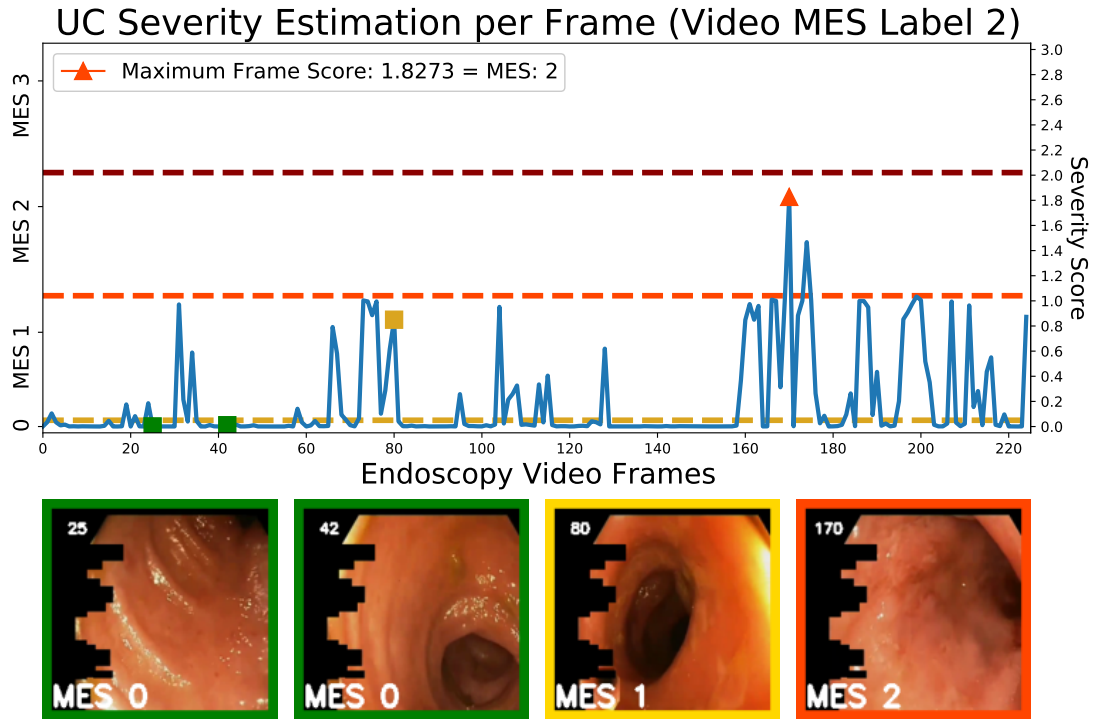 UC Severity Estimation per Frame (Video MES Label 2)
Maximum Frame Score: 1.8273 = MES: 2
MES 3
MES 2
MES 1
0
3.0
2.8
2.6
2.4
2.2
2.0
1.8
1.6
1.4
1.2
1.0
0.8
0.6
0.4
0.2
0.0
Severity Score
0 20 40 60 80 100 120 140 160 180 200 220
Endoscopy Video Frames
25
MES 0
42
MES 0
80
MES 1
170
MES 2